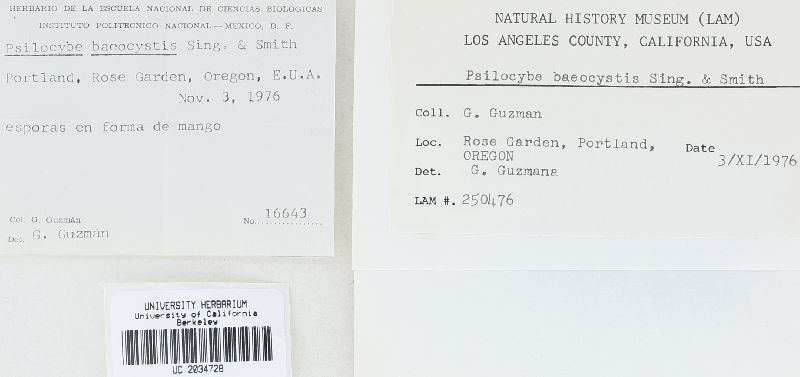 HERBARIO DE LA ESCUELA NACIONAL DE CIENCIAS BIOLOGICAS
INSTITUTO POLITECNICO NACIONAL — MEXICO, D. F.
Psilocybe baeocystis Sing. & Smith
Portland, Rose Garden, Oregon, E.U.A.
Nov. 3, 1976
esporas en forma de mango
Col. G. Guzmán
No. 16643
Det. G. Guzmán
NATURAL HISTORY MUSEUM (LAM)
LOS ANGELES COUNTY, CALIFORNIA, USA
Psilocybe baeocystis Sing. & Smith
Coll. G. Guzman
Loc. Rose Garden, Portland,
OREGON
Date 3/XI/1976
Det. G. Guzmana
LAM #. 250476
UNIVERSITY HERBARIUM
University of California
Berkeley
UC 2034728